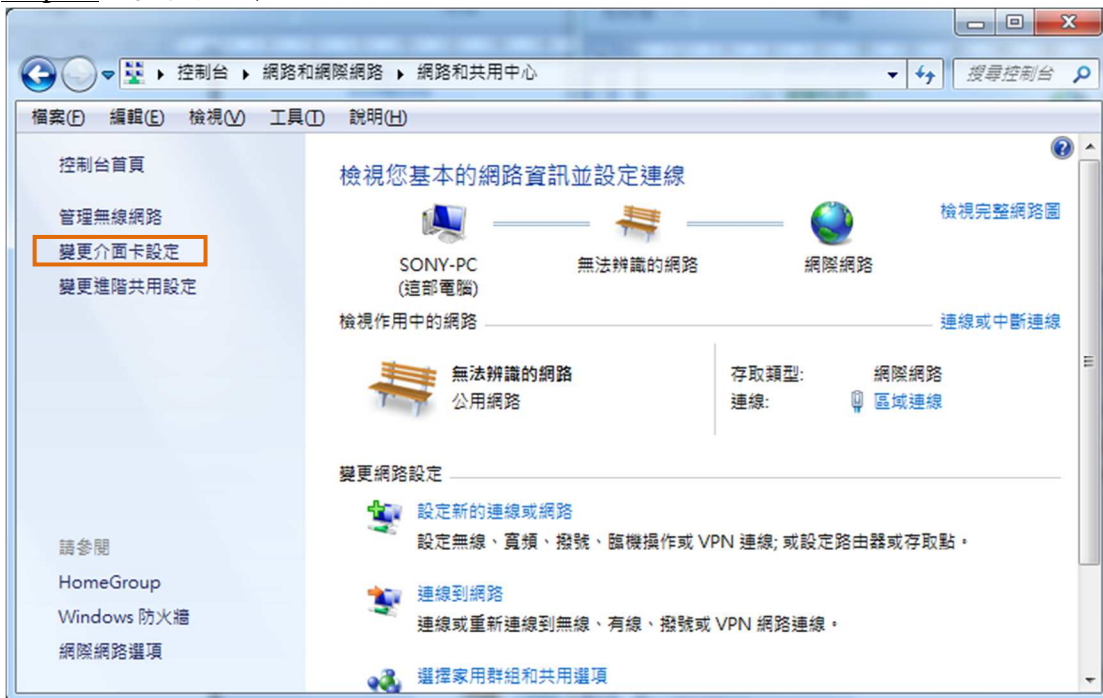 控制台 ▸ 網路和網際網路 ▸ 網路和共用中心
搜尋控制台
檔案(F) 編輯(E) 檢視(V) 工具(T) 說明(H)
控制台首頁
管理無線網路
變更介面卡設定
變更進階共用設定
檢視您基本的網路資訊並設定連線
檢視完整網路圖
SONY-PC
(這部電腦)
無法辨識的網路
網際網路
檢視作用中的網路
連線或中斷連線
無法辨識的網路
公用網路
存取類型: 網際網路
連線: 區域連線
變更網路設定
設定新的連線或網路
設定無線、寬頻、撥號、臨機操作或 VPN 連線; 或設定路由器或存取點。
連線到網路
連線或重新連線到無線、有線、撥號或 VPN 網路連線。
選擇家用群組和共用選項
請參閱
HomeGroup
Windows 防火牆
網際網路選項